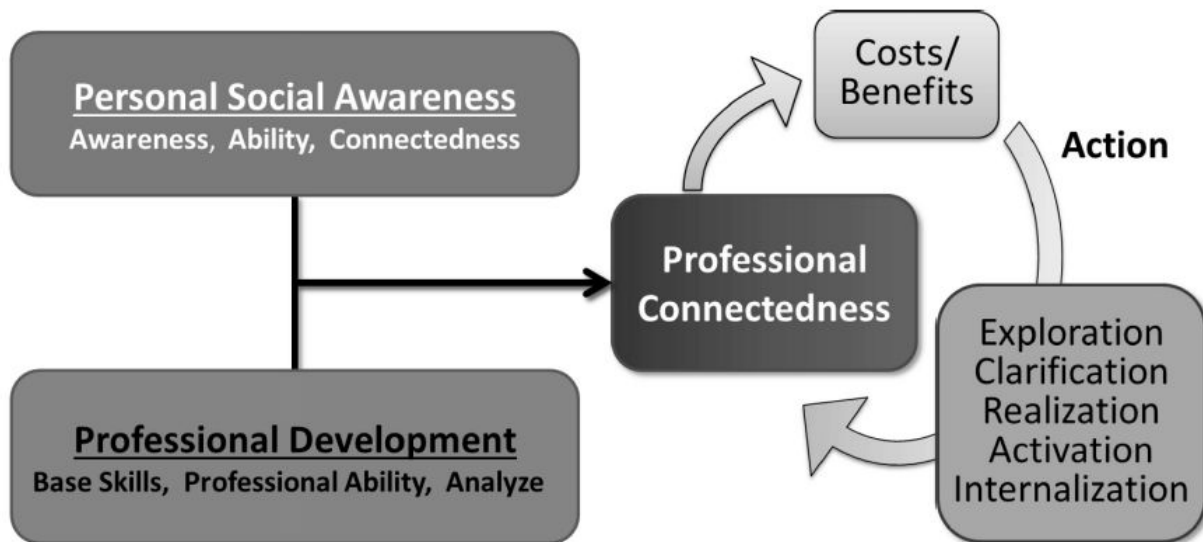 Personal Social Awareness
Awareness, Ability, Connectedness
Costs/
Benefits
Action
Professional
Connectedness
Exploration
Clarification
Realization
Activation
Internalization
Professional Development
Base Skills, Professional Ability, Analyze